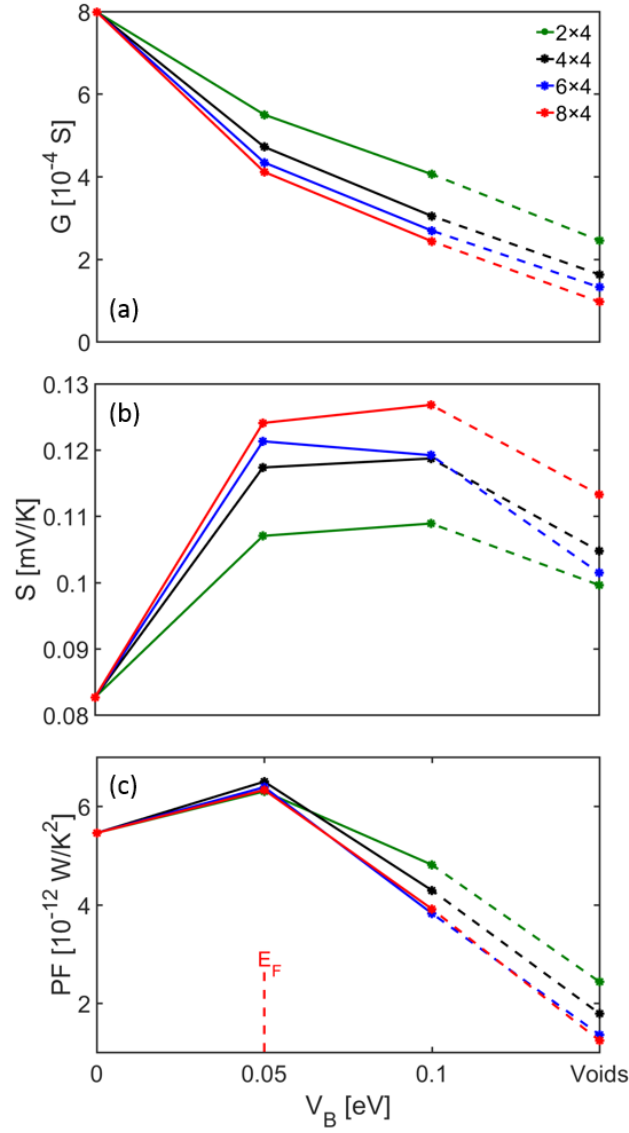 8
6
4
2
0
G [10⁻⁴ S]
(a)
2×4
4×4
6×4
8×4
0.13
0.12
0.11
0.1
0.09
0.08
S [mV/K]
(b)
6
4
2
PF [10⁻¹² W/K²]
(c)
E_F
0 0.05 0.1 Voids
V_B [eV]